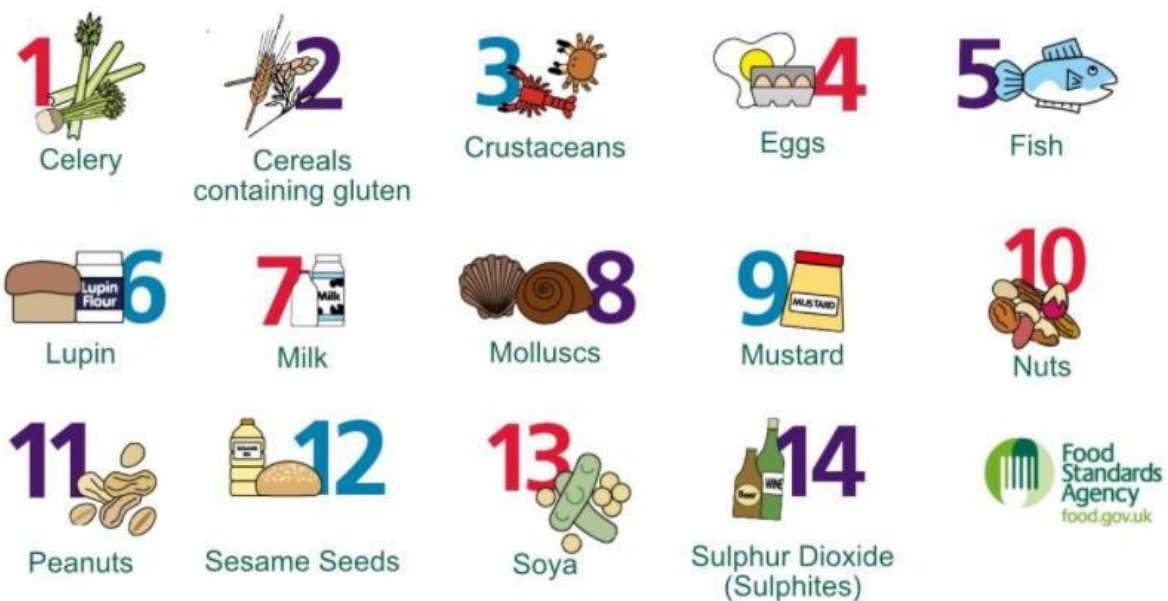 1
Celery
2
Cereals
containing gluten
3
Crustaceans
4
Eggs
5
Fish
Lupin
Flour
6
Lupin
7
Milk
Milk
8
Molluscs
9
MUSTARD
Mustard
10
Nuts
11
Peanuts
SESAME
OIL
12
Sesame Seeds
13
Soya
Beer
WINE
14
Sulphur Dioxide
(Sulphites)
Food
Standards
Agency
food.gov.uk